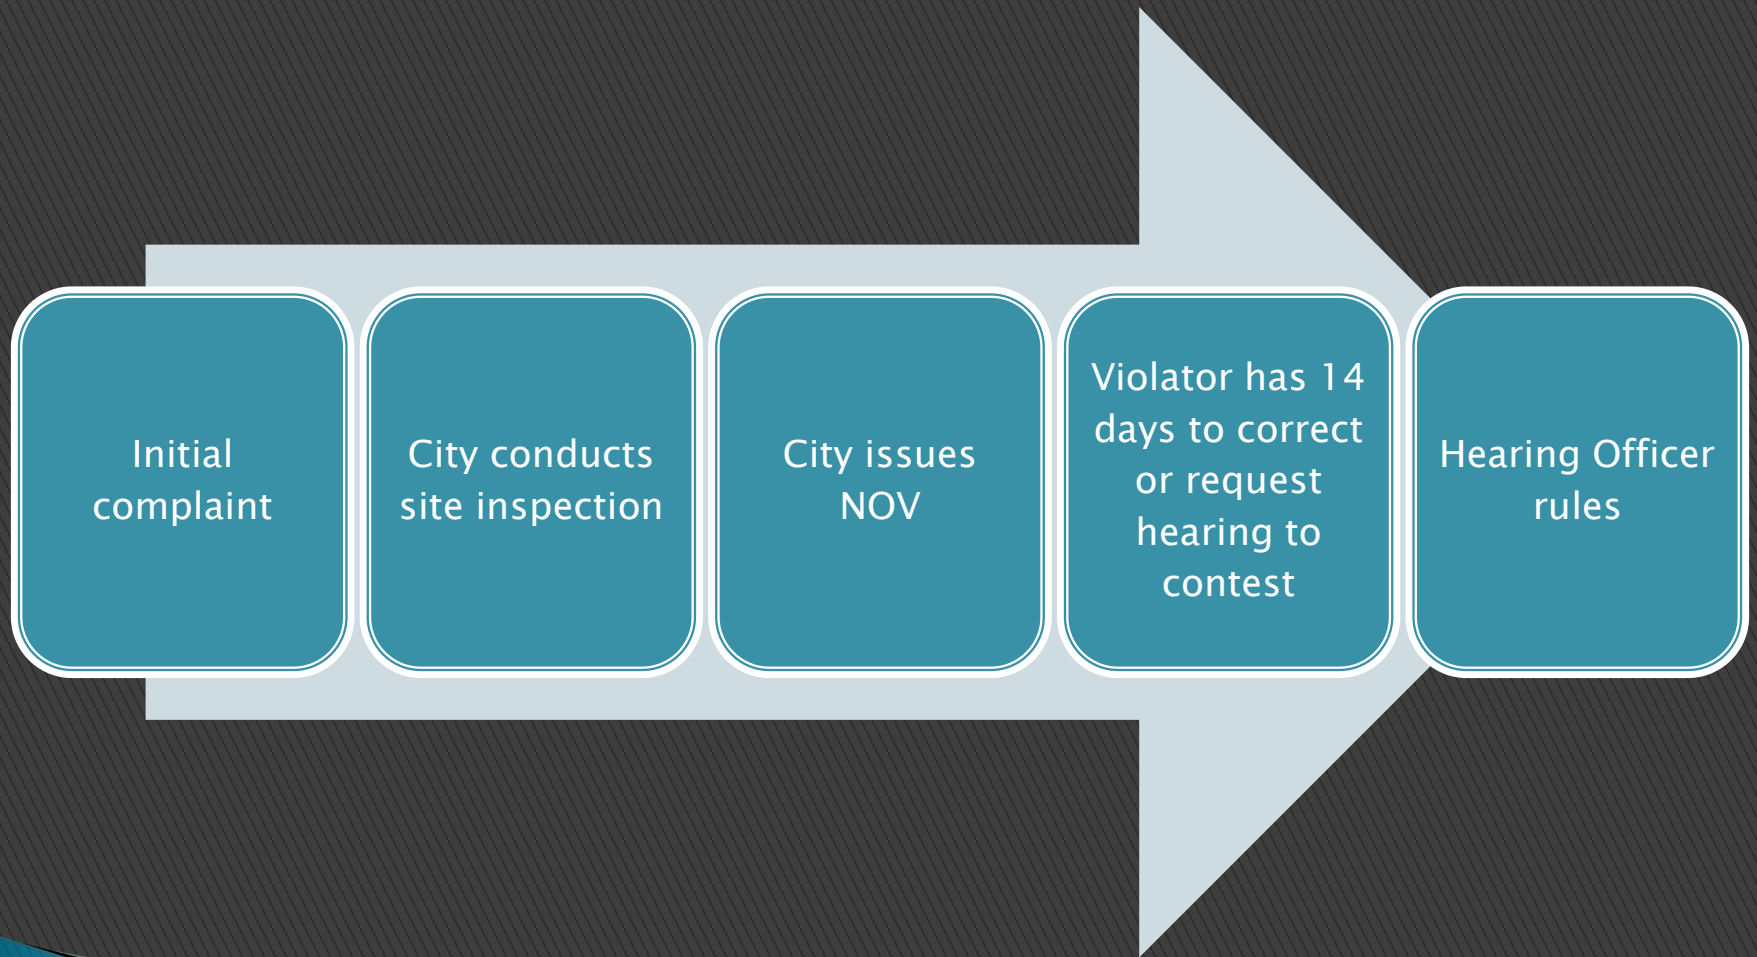 Initial
complaint
City conducts
site inspection
City issues
NOV
Violator has 14
days to correct
or request
hearing to
contest
Hearing Officer
rules